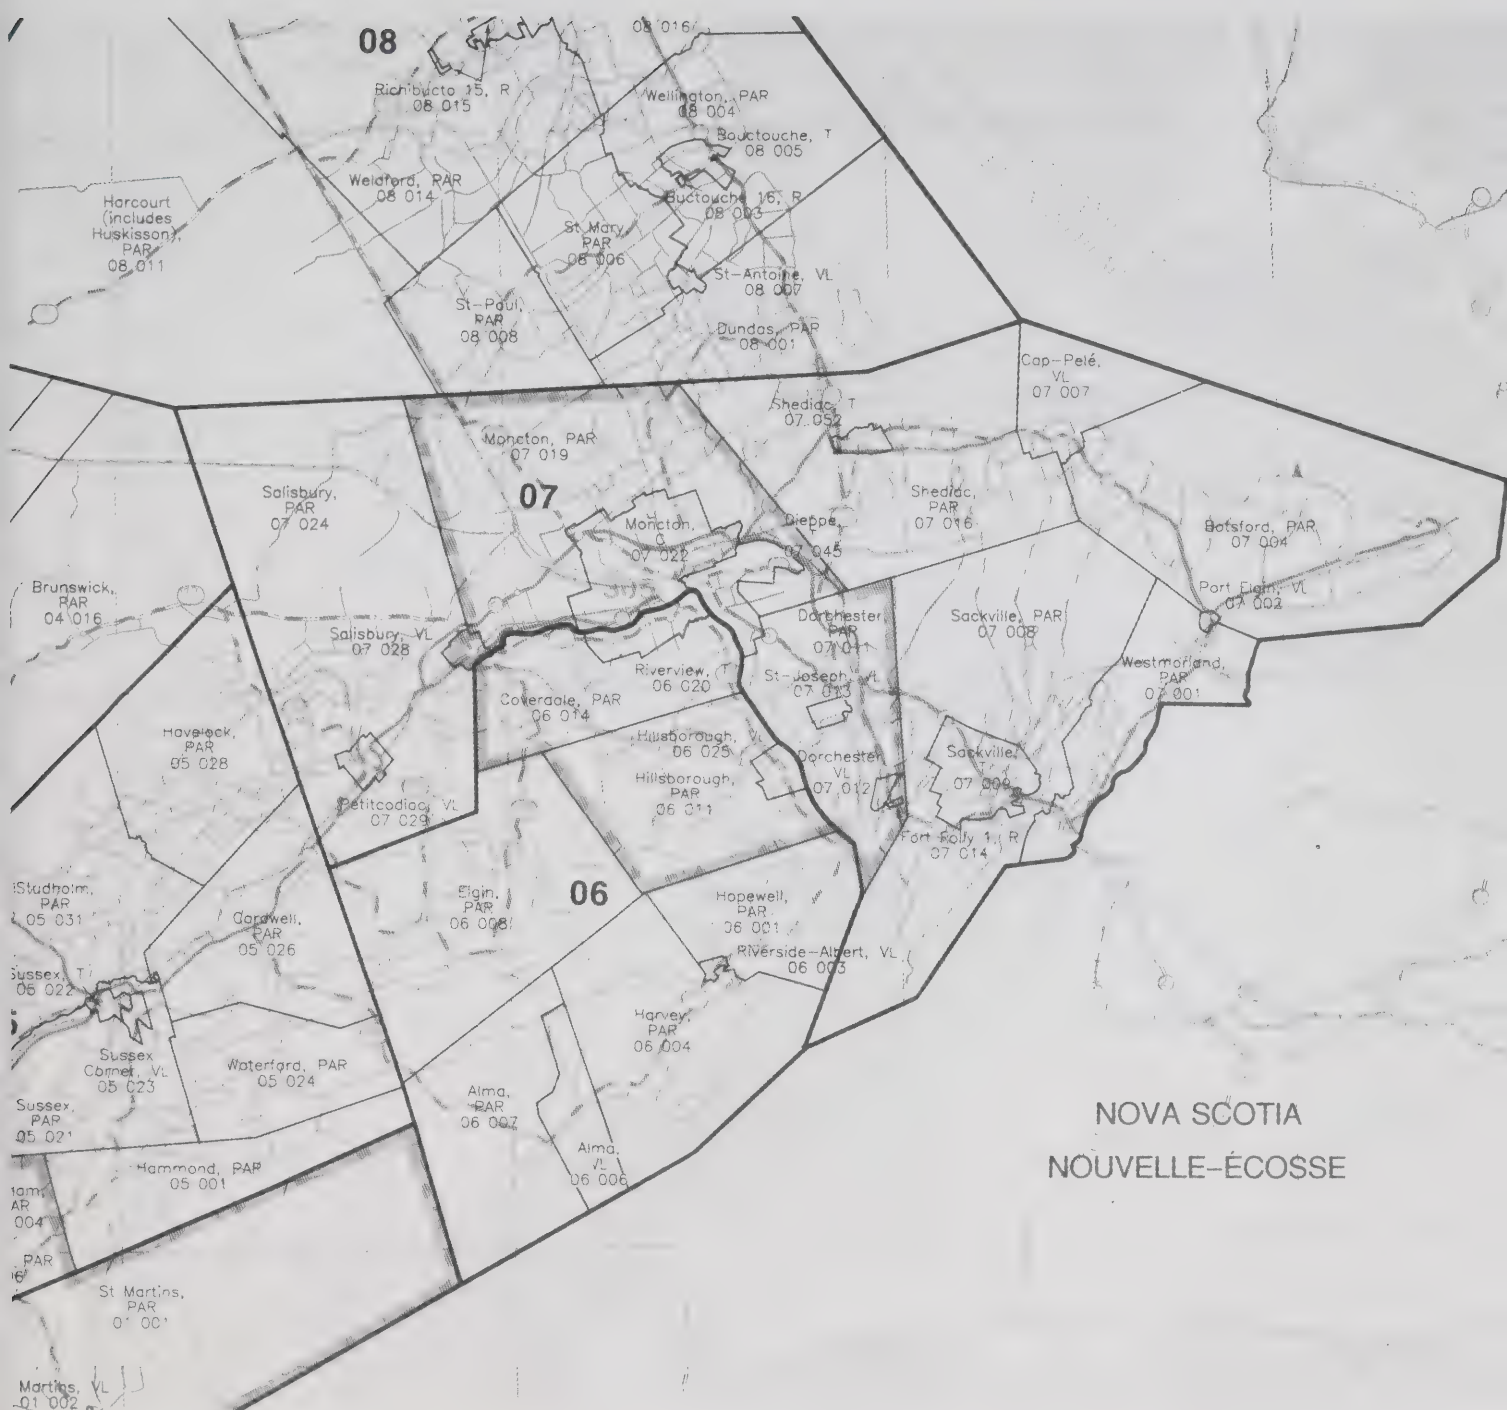 08
08 016
Richibucto 15, R
08 015
Wellington, PAR
08 004
Bouctouche, T
08 005
Weldford, PAR
08 014
Buctouche 16, R
08 003
Harcourt
(includes
Huskisson),
PAR
08 011
St Mary,
PAR
08 006
St-Antoine, VL
08 007
St-Paul,
PAR
08 008
Dundas, PAR
08 001
Cap-Pelé,
VL
07 007
Shediac, T
07 052
Moncton, PAR
07 019
07
Salisbury,
PAR
07 024
Moncton,
C
07 022
Dieppe,
T
07 045
Shediac,
PAR
07 016
Botsford, PAR
07 004
Brunswick,
PAR
04 016
Port Elgin, VL
07 002
Salisbury, VL
07 028
Dorchester,
PAR
07 011
Sackville, PAR
07 008
Riverview, T
06 020
St-Joseph, VL
07 013
Westmorland,
PAR
07 001
Coverdale, PAR
06 014
Havelock,
PAR
05 028
Hillsborough, VL
06 025
Hillsborough,
PAR
06 011
Dorchester,
VL
07 012
Sackville,
T
07 009
Petitcodiac, VL
07 029
Fort Folly 1, R
07 014
Studholm,
PAR
05 031
Cardwell,
PAR
05 026
Elgin,
PAR
06 008
06
Hopewell,
PAR
06 001
Riverside-Albert, VL
06 003
Sussex, T
05 022
Harvey,
PAR
06 004
Sussex
Corner, VL
05 023
Waterford, PAR
05 024
Alma,
PAR
06 007
Sussex,
PAR
05 021
Alma,
VL
06 006
Hammond, PAR
05 001
NOVA SCOTIA
NOUVELLE-ÉCOSSE
004
PAR
St Martins,
PAR
01 001
Martins, VL
01 002